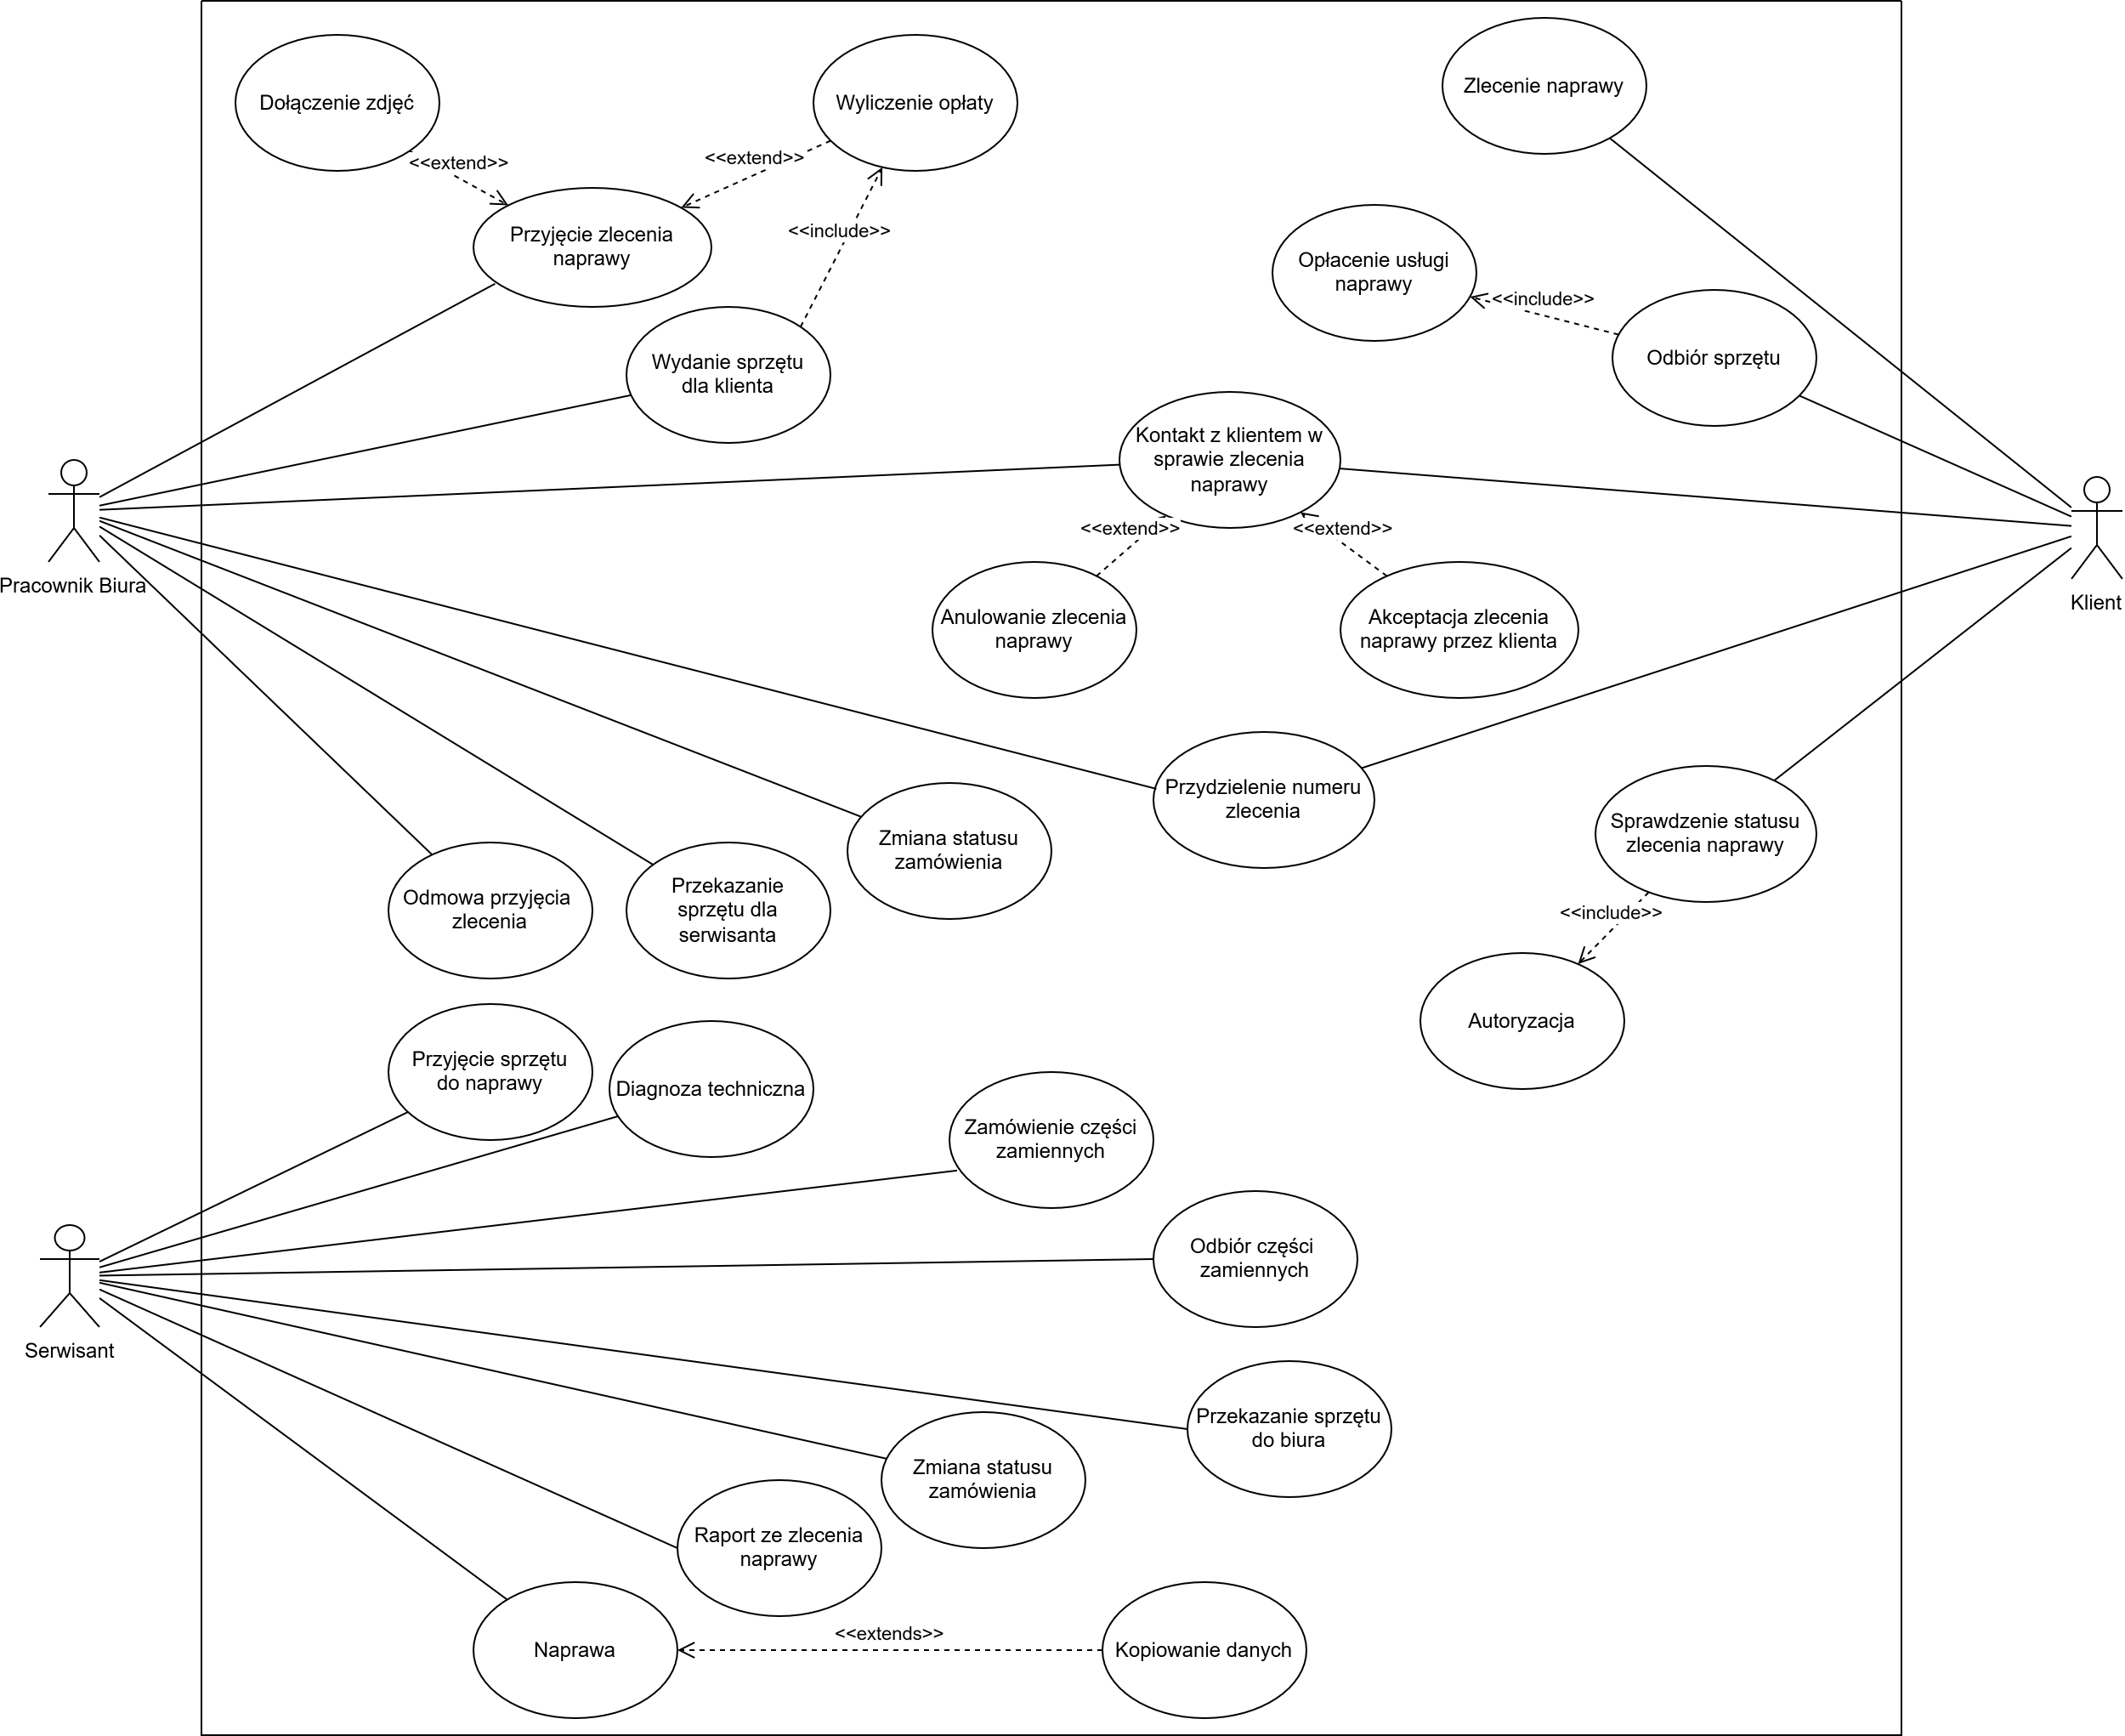 Zlecenie naprawy
Dołączenie zdjęć
Wyliczenie opłaty
<<extend>>
<<extend>>
Przyjęcie zlecenia
naprawy
<<include>>
Opłacenie usługi
naprawy
<<include>>
Odbiór sprzętu
Wydanie sprzętu
dla klienta
Kontakt z klientem w
sprawie zlecenia
naprawy
<<extend>>
<<extend>>
Pracownik Biura
Klient
Anulowanie zlecenia
naprawy
Akceptacja zlecenia
naprawy przez klienta
Przydzielenie numeru
zlecenia
Sprawdzenie statusu
zlecenia naprawy
Zmiana statusu
zamówienia
Odmowa przyjęcia
zlecenia
Przekazanie
sprzętu dla
serwisanta
<<include>>
Autoryzacja
Przyjęcie sprzętu
do naprawy
Diagnoza techniczna
Zamówienie części
zamiennych
Odbiór części
zamiennych
Serwisant
Przekazanie sprzętu
do biura
Zmiana statusu
zamówienia
Raport ze zlecenia
naprawy
<<extends>>
Naprawa
Kopiowanie danych